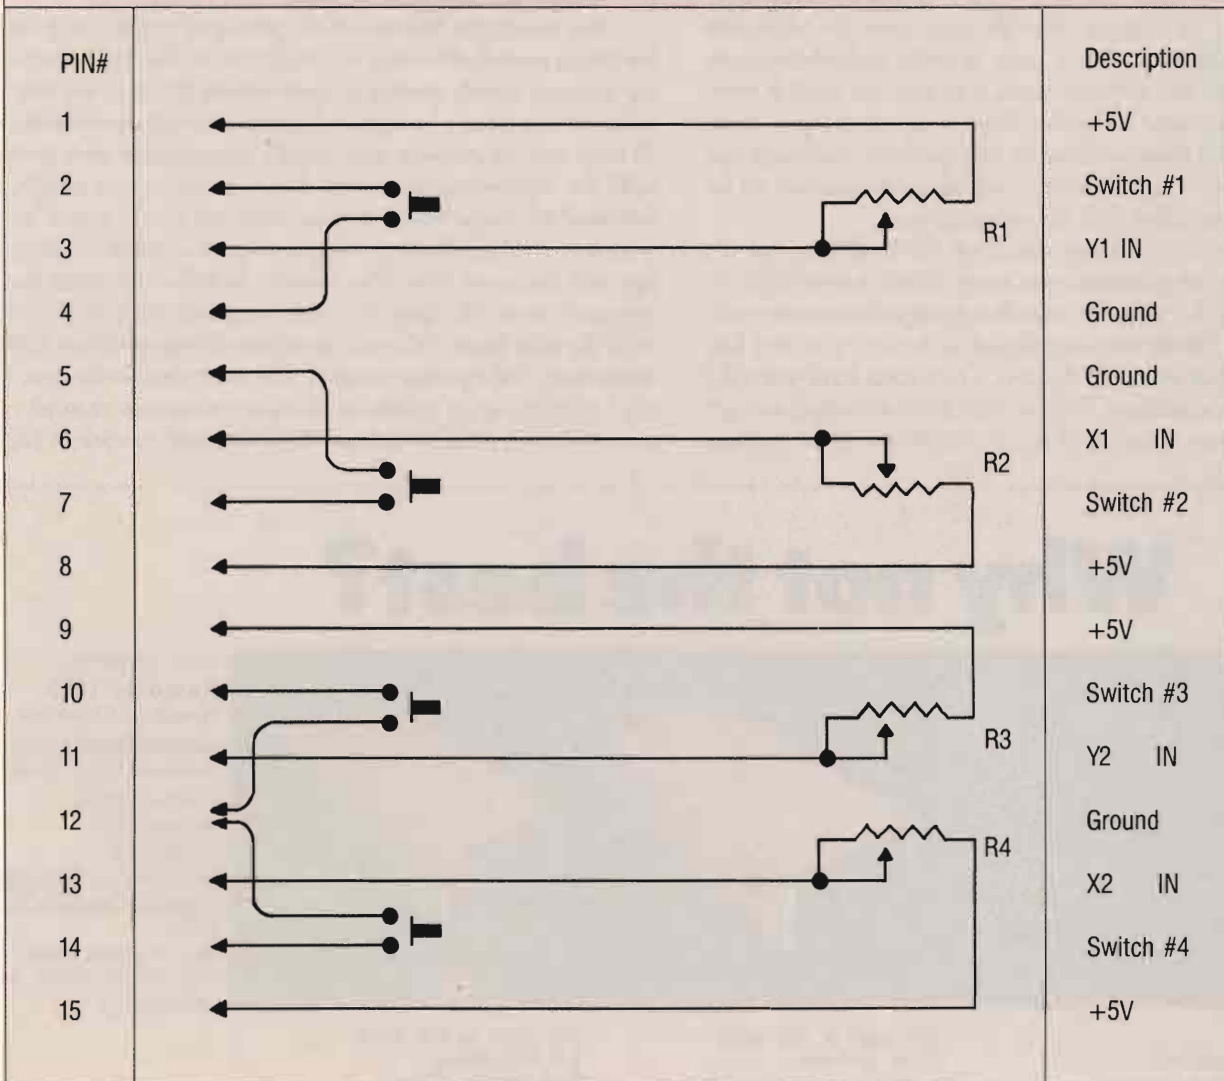 PIN# Description
1 +5V
2 Switch #1
R1
3 Y1 IN
4 Ground
5 Ground
6 X1 IN
R2
7 Switch #2
8 +5V
9 +5V
10 Switch #3
R3
11 Y2 IN
12 Ground
R4
13 X2 IN
14 Switch #4
15 +5V